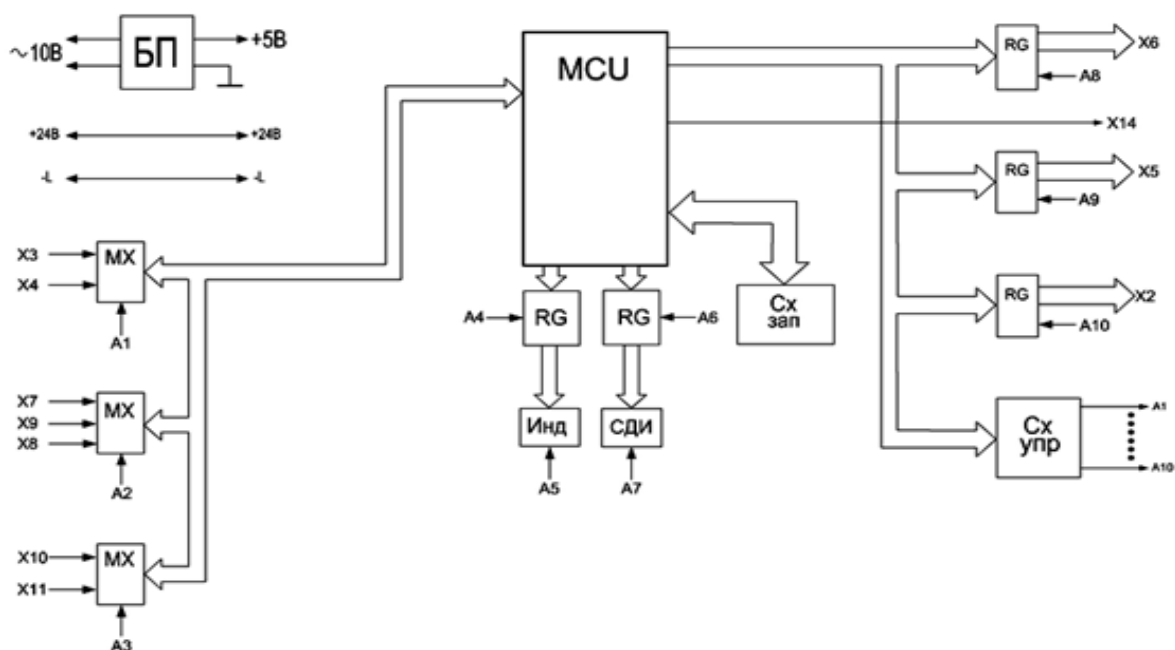 ~10В
БП
+5В
+24В
+24В
-L
-L
X3
X4
MX
A1
X7
X9
X8
MX
A2
X10
X11
MX
A3
MCU
A4
RG
RG
A6
Сх
зап
Инд
СДИ
A5
A7
RG
X6
A8
X14
RG
X5
A9
RG
X2
A10
Сх
упр
A1
A10